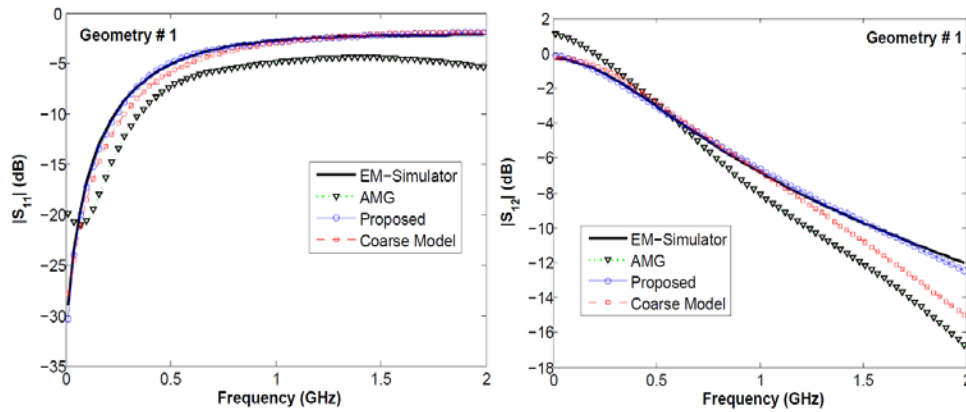 Geometry # 1
|S11| (dB)
0
−5
−10
−15
−20
−25
−30
−35
EM−Simulator
AMG
Proposed
Coarse Model
0
0.5
1
1.5
2
Frequency (GHz)
Geometry # 1
|S12| (dB)
2
0
−2
−4
−6
−8
−10
−12
−14
−16
−18
EM−Simulator
AMG
Proposed
Coarse Model
0
0.5
1
1.5
2
Frequency (GHz)